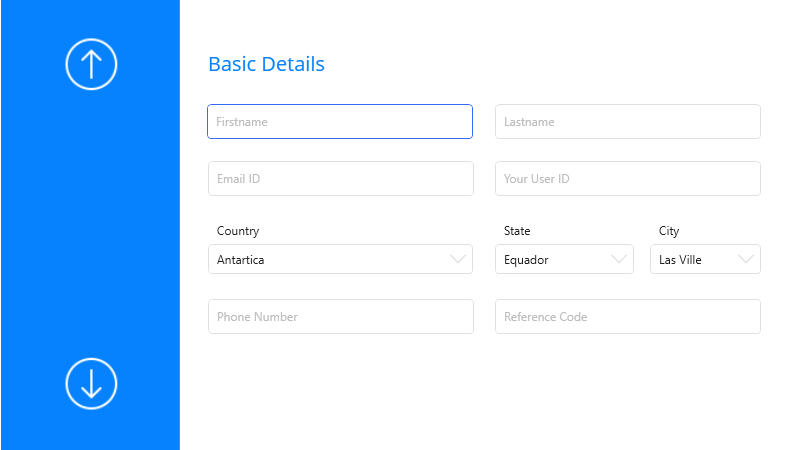 Basic Details
Firstname Lastname
Email ID Your User ID
Country State City
Antartica Equador Las Ville
Phone Number Reference Code